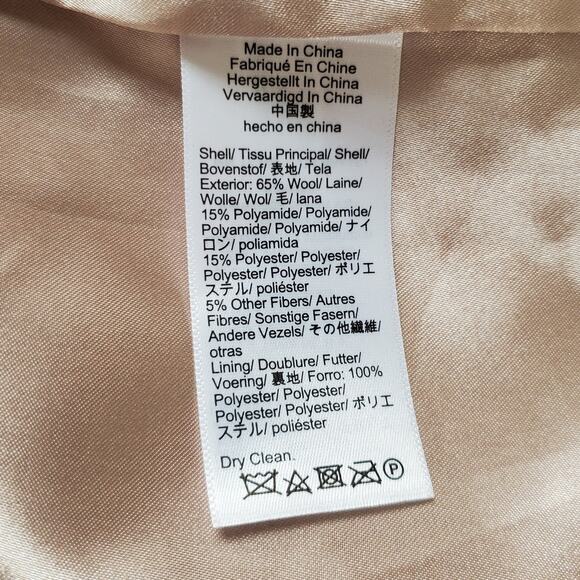 Made In China
Fabriqué En Chine
Hergestellt In China
Vervaardigd In China
中国製
hecho en china
Shell/ Tissu Principal/ Shell/
Bovenstof/ 表地/ Tela
Exterior: 65% Wool/ Laine/
Wolle/ Wol/ 毛/ lana
15% Polyamide/ Polyamide/
Polyamide/ Polyamide/ ナイ
ロン/ poliamida
15% Polyester/ Polyester/
Polyester/ Polyester/ ポリエ
ステル/ poliéster
5% Other Fibers/ Autres
Fibres/ Sonstige Fasern/
Andere Vezels/ その他繊維/
otras
Lining/ Doublure/ Futter/
Voering/ 裏地/ Forro: 100%
Polyester/ Polyester/
Polyester/ Polyester/ ポリエ
ステル/ poliéster
Dry Clean.
P